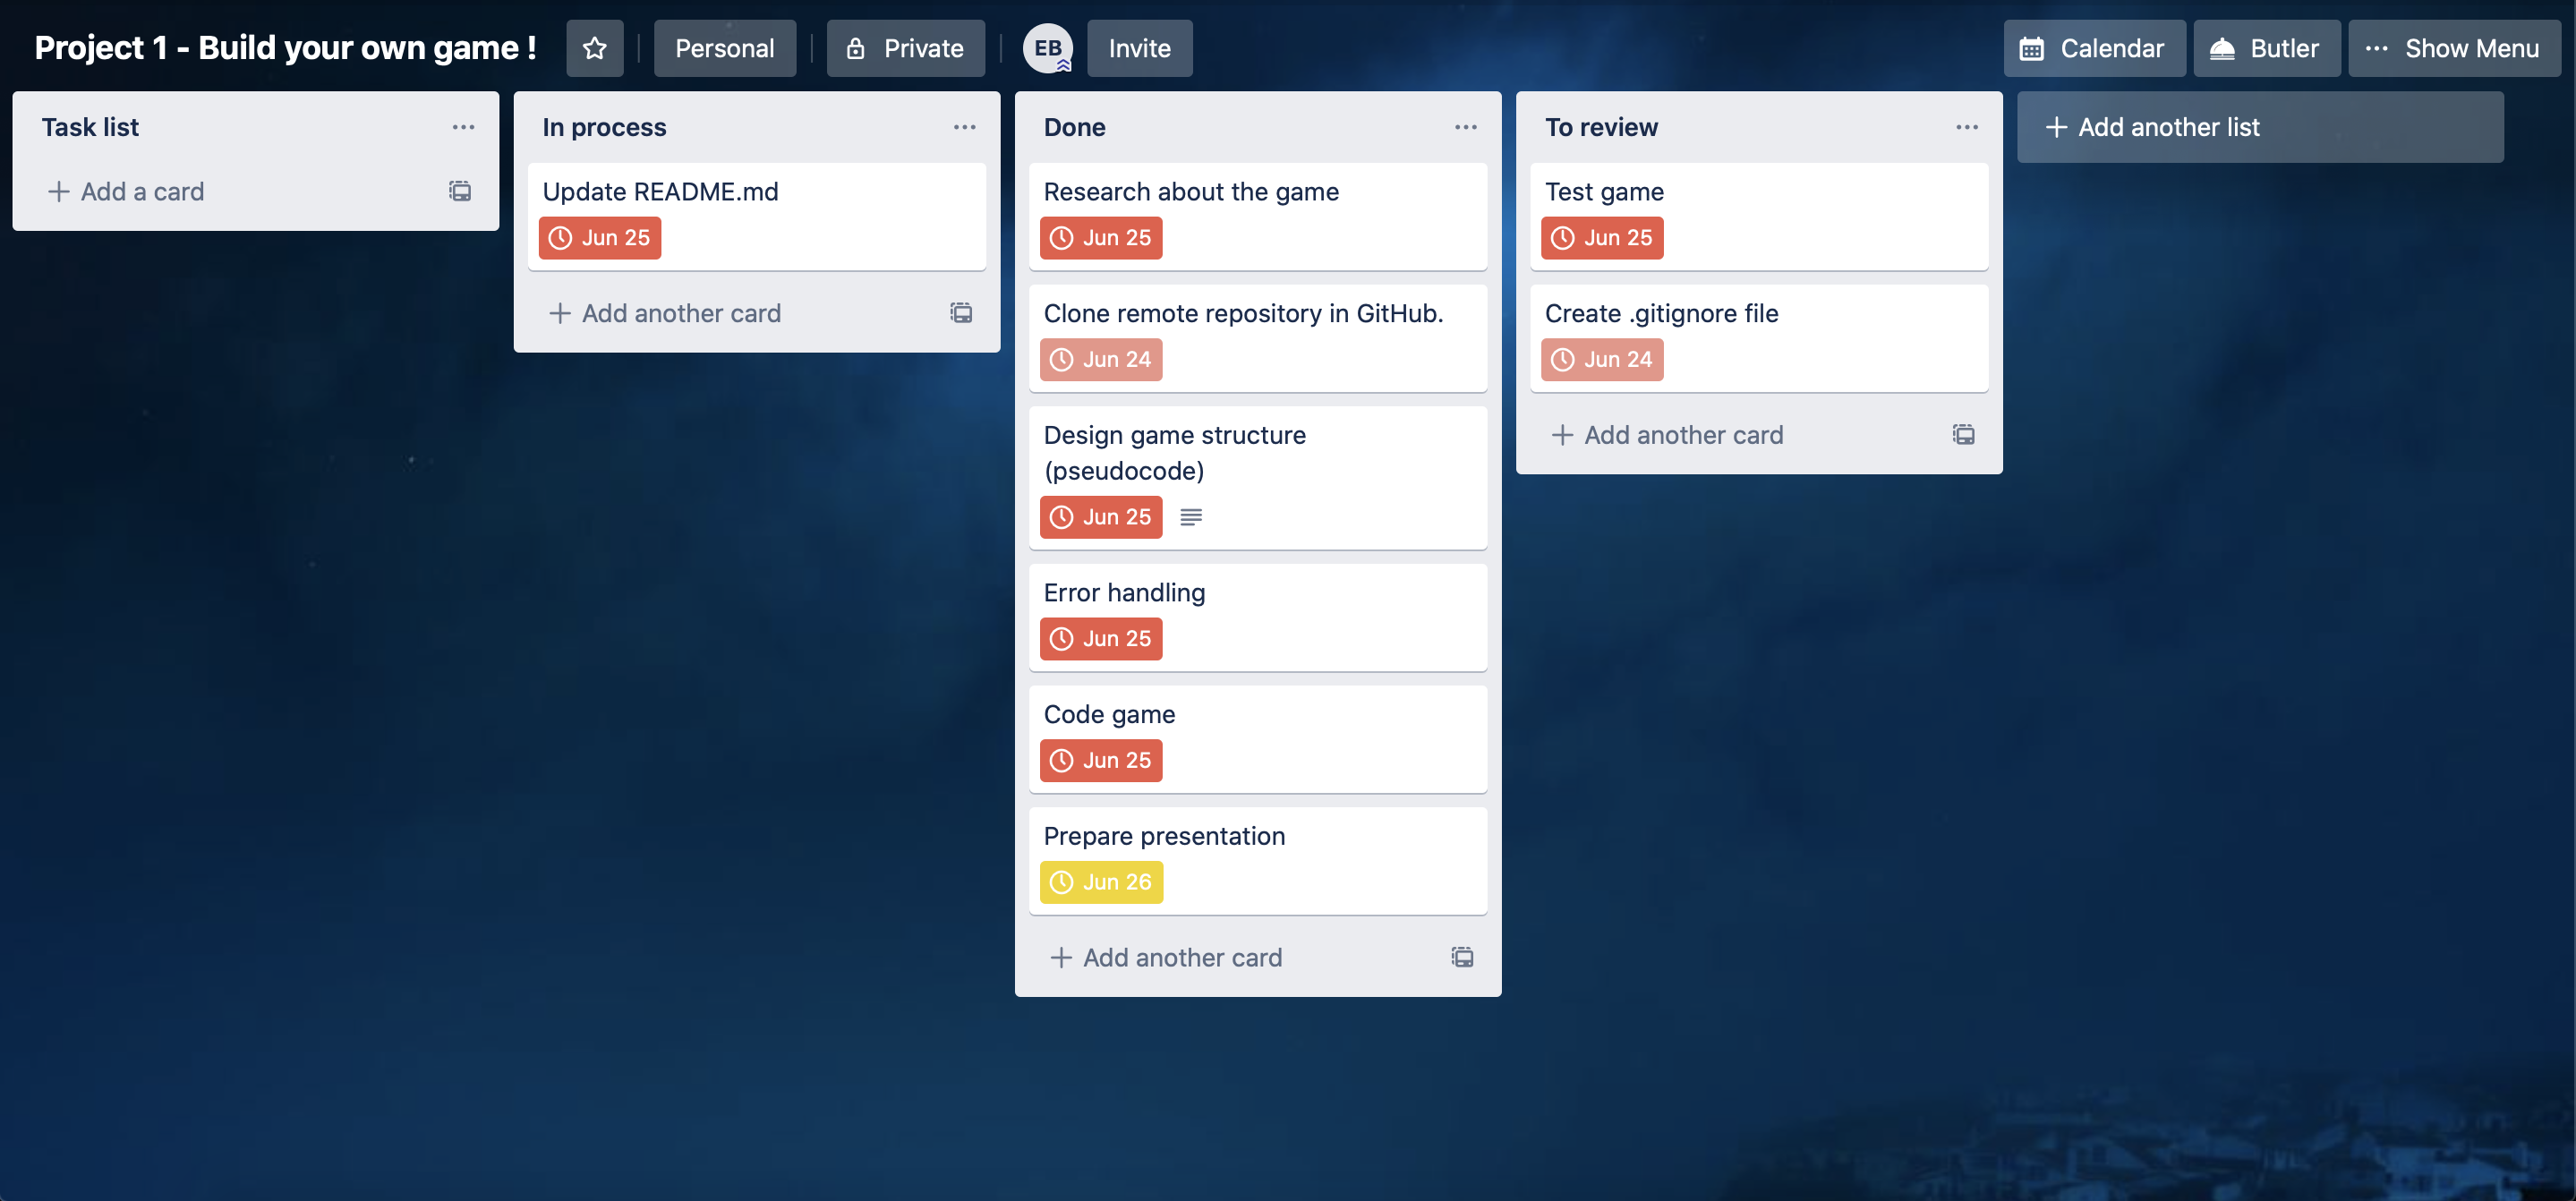 Project 1 - Build your own game !
Personal
Private
EB
Invite
Calendar
Butler
Show Menu
Task list
Add a card
In process
Update README.md
Jun 25
Add another card
Done
Research about the game
Jun 25
Clone remote repository in GitHub.
Jun 24
Design game structure
(pseudocode)
Jun 25
Error handling
Jun 25
Code game
Jun 25
Prepare presentation
Jun 26
Add another card
To review
Test game
Jun 25
Create .gitignore file
Jun 24
Add another card
Add another list